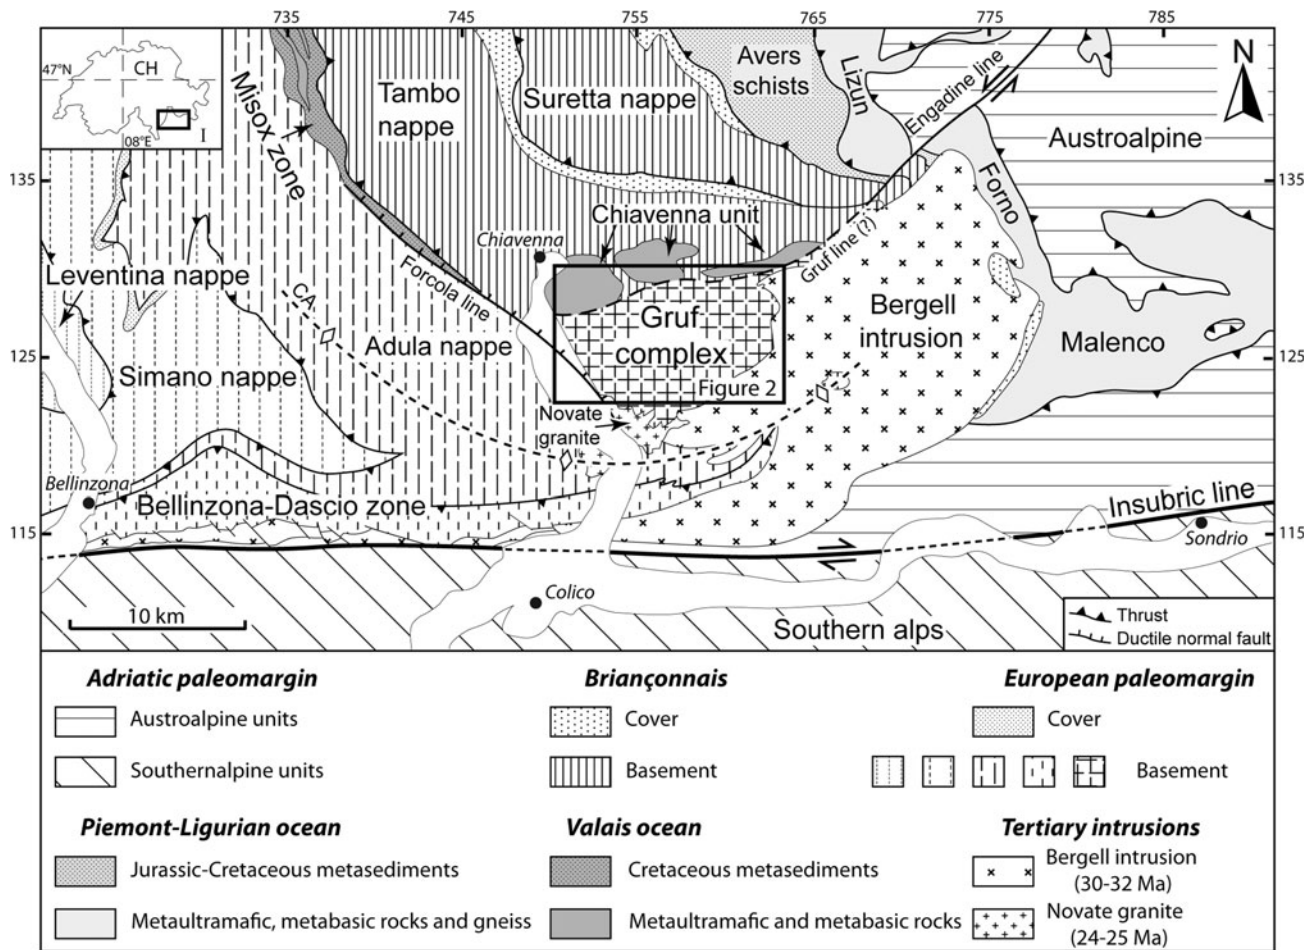 735
745
755
765
775
785
47°N
CH
08°E
I
Misox zone
Tambo
nappe
Suretta nappe
Avers
schists
Lizun
Engadine line
N
Austroalpine
135
135
Forno
Chiavenna unit
Chiavenna
Gruf line (?)
Leventina nappe
CA
Forcola line
Bergell
intrusion
Gruf
complex
Adula nappe
Malenco
125
125
Simano nappe
Figure 2
Novate
granite
Bellinzona
Bellinzona-Dascio zone
Insubric line
115
115
Sondrio
Colico
10 km
Southern alps
Thrust
Ductile normal fault
Adriatic paleomargin
Austroalpine units
Southernalpine units
Briançonnais
Cover
Basement
European paleomargin
Cover
Basement
Piemont-Ligurian ocean
Jurassic-Cretaceous metasediments
Metaultramafic, metabasic rocks and gneiss
Valais ocean
Cretaceous metasediments
Metaultramafic and metabasic rocks
Tertiary intrusions
Bergell intrusion
(30-32 Ma)
Novate granite
(24-25 Ma)